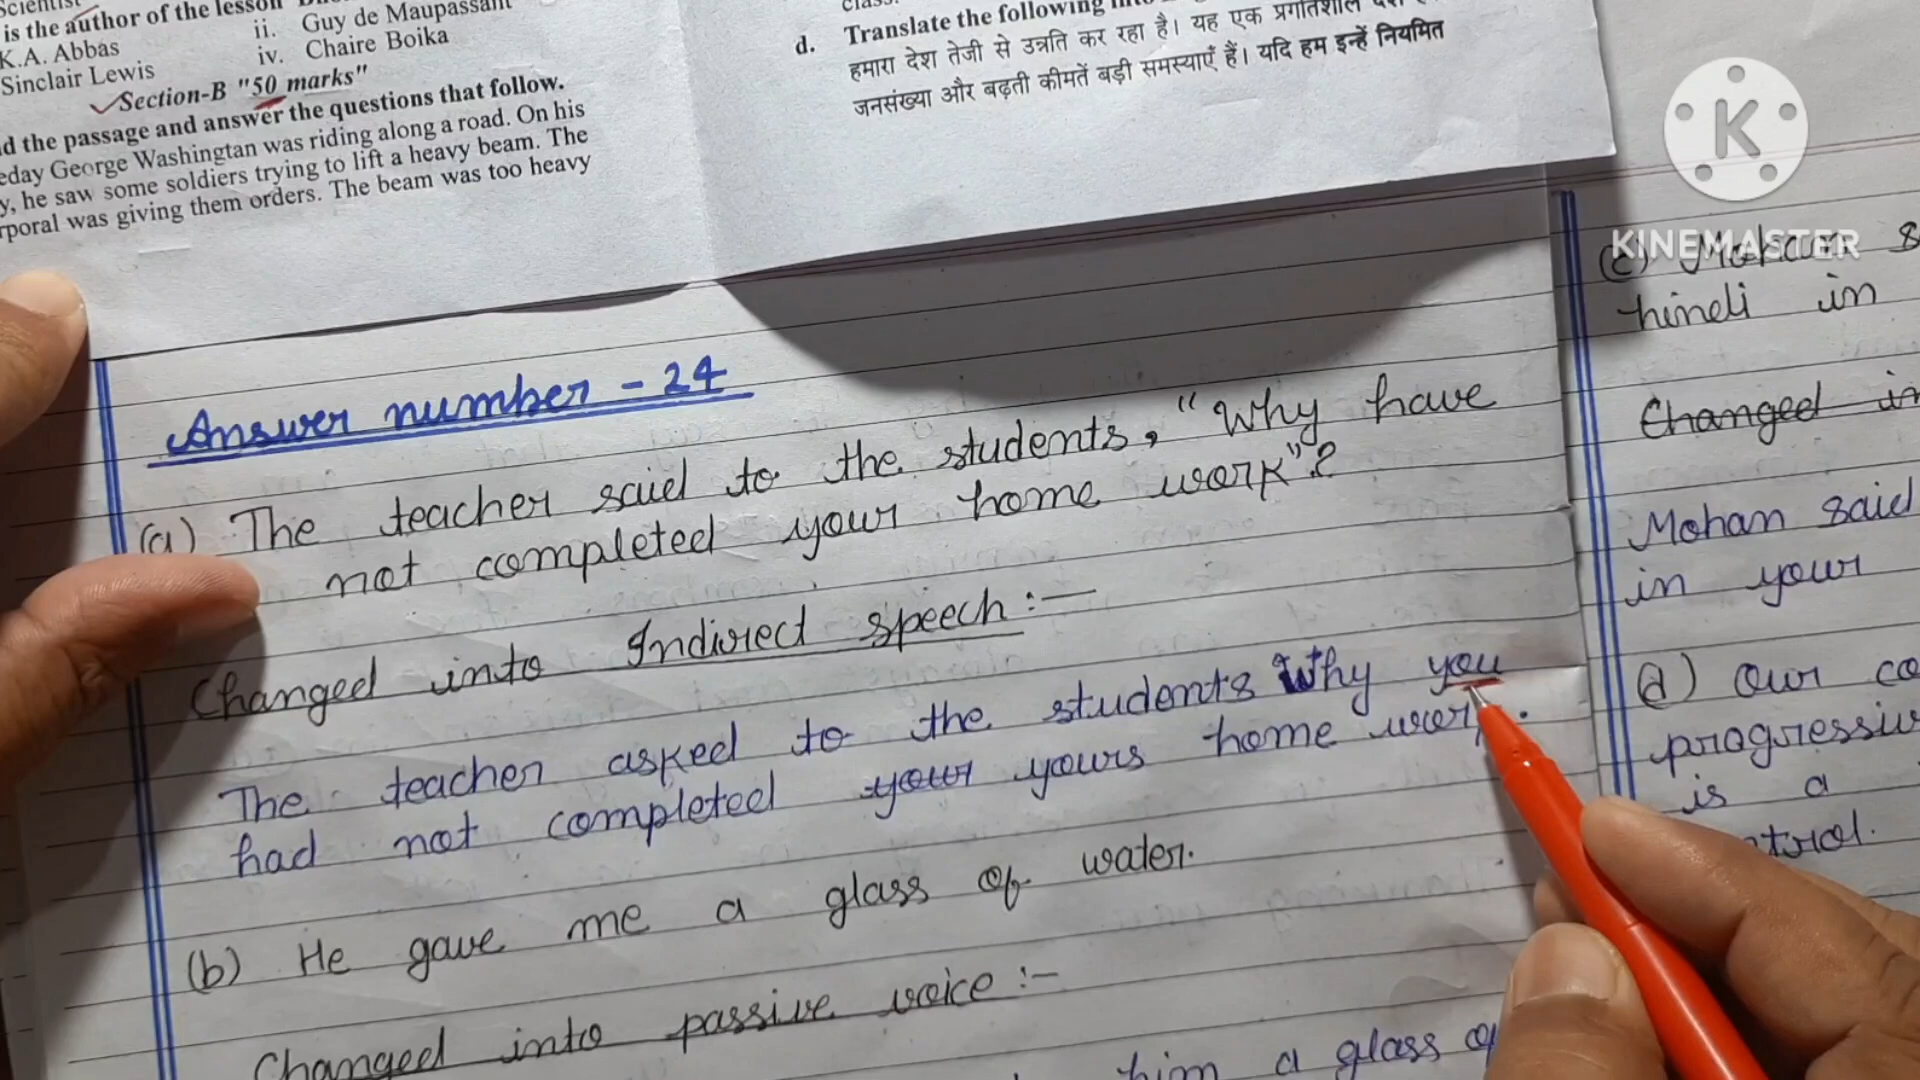 is the author of the lesson
K.A. Abbas
ii. Guy de Maupassant
Sinclair Lewis
iv. Chaire Boika
Section-B "50 marks"
the passage and answer the questions that follow.
George Washingtan was riding along a road. On his
he saw some soldiers trying to lift a heavy beam. The
was giving them orders. The beam was too heavy
class.
d. Translate the following
हमारा देश तेजी से उन्नति कर रहा है। यह एक प्रगतिशील देश
जनसंख्या और बढ़ती कीमतें बड़ी समस्याएँ हैं। यदि हम इन्हें नियमित
K
KINEMASTER
Answer number - 24
(a) The teacher said to the students, "Why have
not completed your home work"?
Changed into Indirect speech :-
The teacher asked to the students Why you
had not completed your yours home work.
(b) He gave me a glass of water.
Changed into passive voice :-
him a glass of
(c) Mohan
hindi in
Changed in
Mohan said
in your
(d) Our
is a